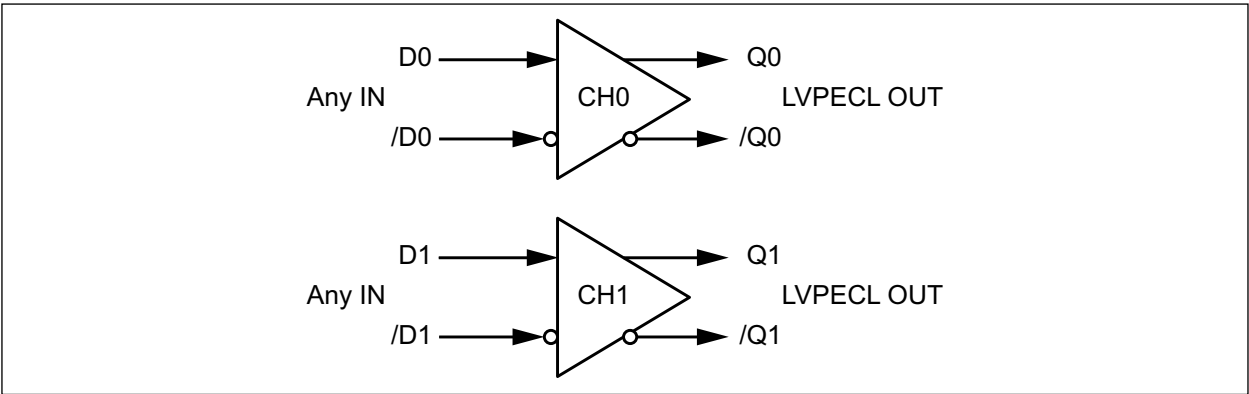 D0 Q0
Any IN CH0 LVPECL OUT
/D0 /Q0
D1 Q1
Any IN CH1 LVPECL OUT
/D1 /Q1